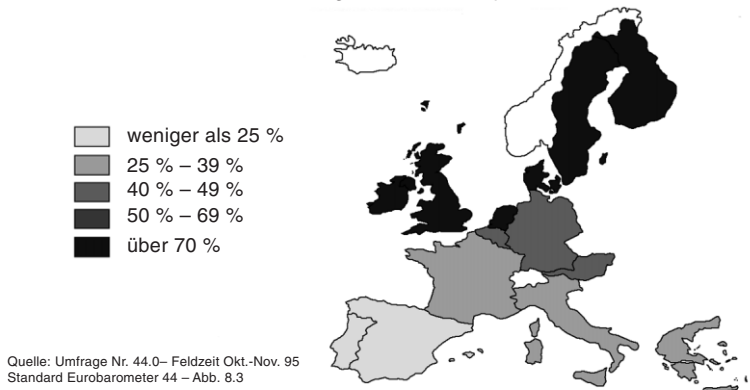 weniger als 25 %
25 % – 39 %
40 % – 49 %
50 % – 69 %
über 70 %
Quelle: Umfrage Nr. 44.0– Feldzeit Okt.-Nov. 95
Standard Eurobarometer 44 – Abb. 8.3